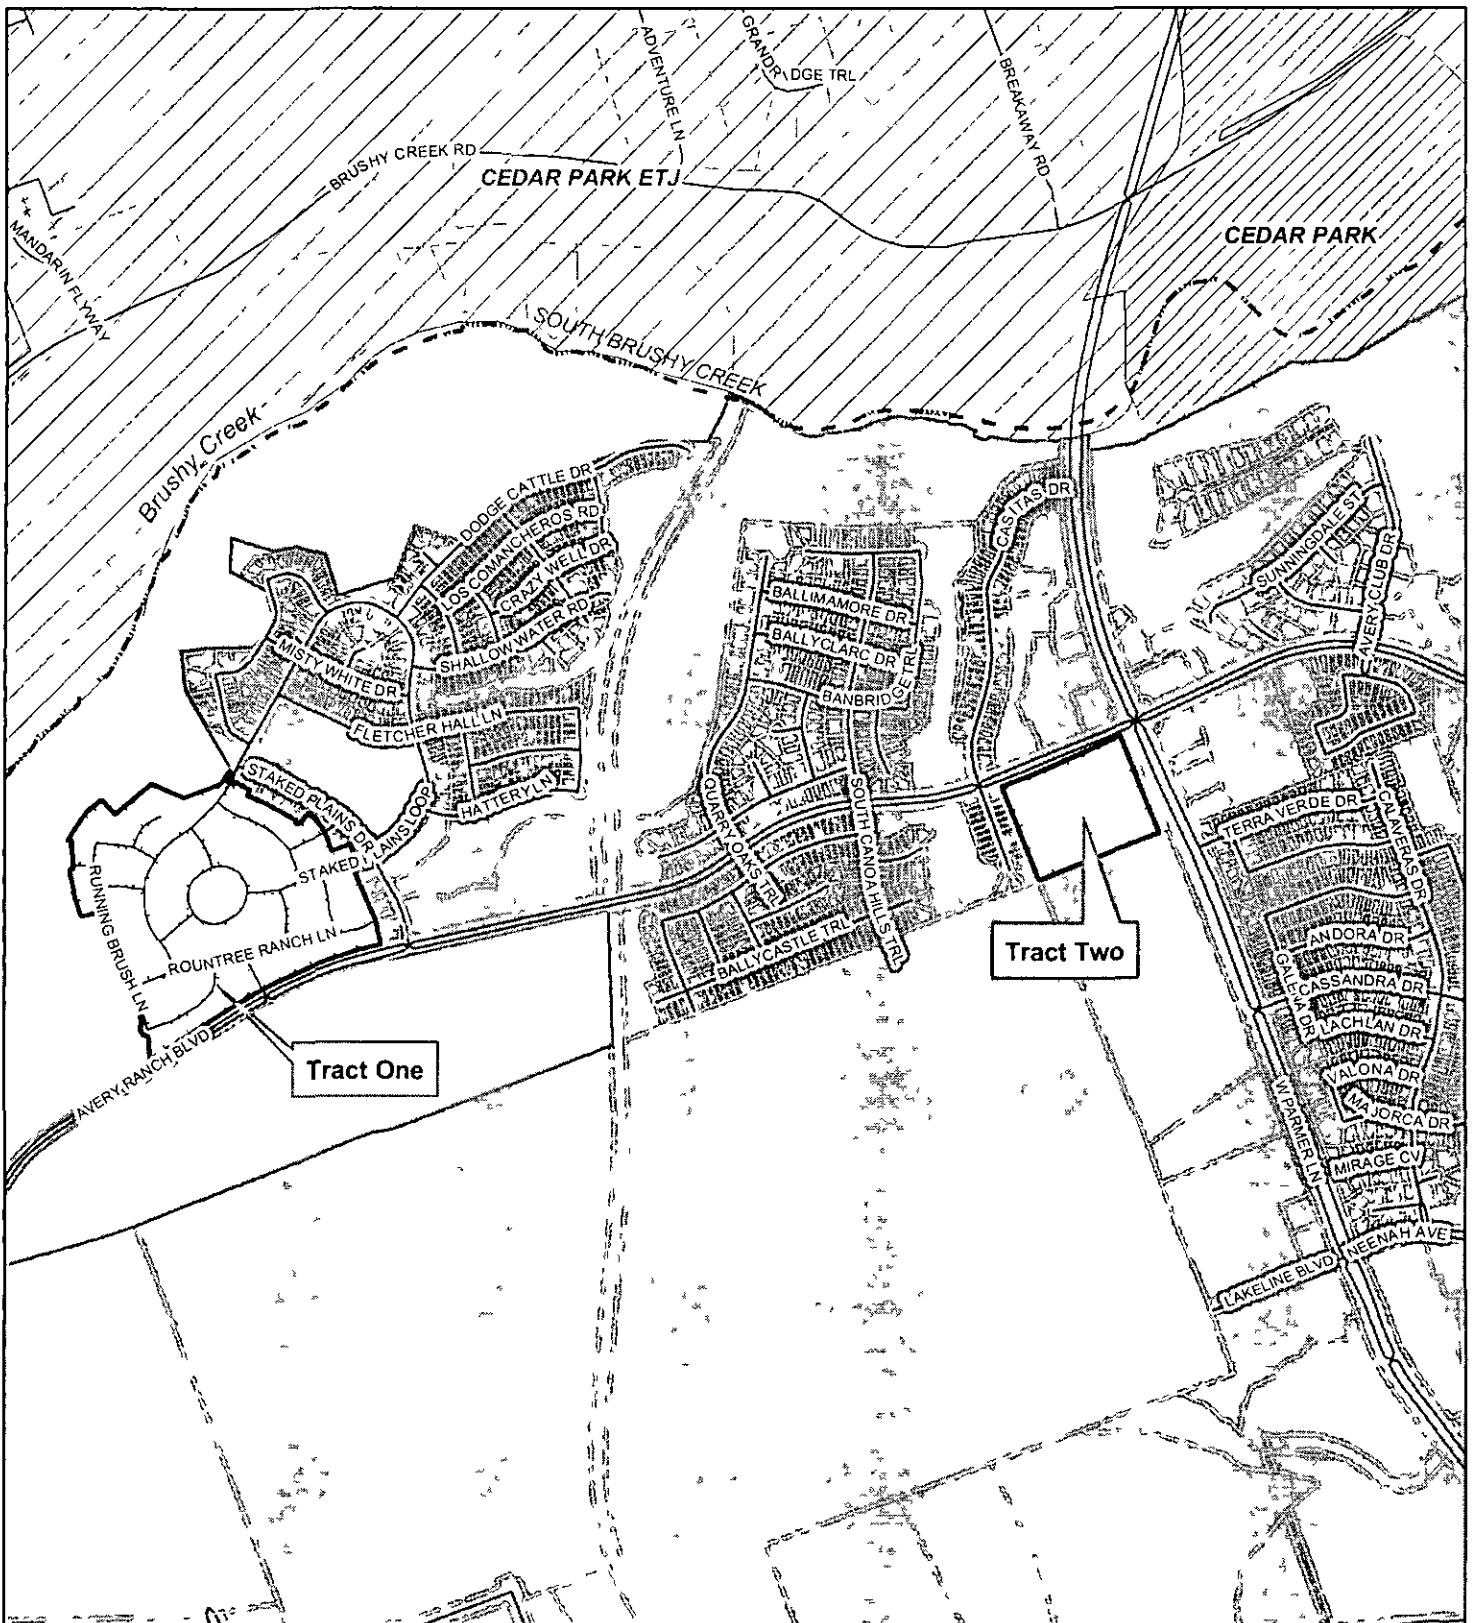 GRANDRIDGE TRL
ADVENTURE LN
BREAKAWAY RD
BRUSHY CREEK RD
CEDAR PARK ETJ
CEDAR PARK
MANDARIN FLYWAY
SOUTH BRUSHY CREEK
Brushy Creek
DODGE CATTLE DR
CASITAS DR
LOS COMANCHEROS RD
SUNNINGDALE ST
CRAZY WELL DR
AVERY CLUB DR
BALLIMAMORE DR
SHALLOW WATER RD
BALLYCLARC DR
MISTY WHITE DR
BANBRIDGE TRL
FLETCHER HALL LN
STAKED PLAINS DR
HATTERY LN
QUARRY OAKS TRL
SOUTH CANOA HILLS TRL
TERRA VERDE DR
CALAVERAS DR
STAKED PLAINS LOOP
RUNNING BRUSH LN
ROUNTREE RANCH LN
BALLYCASTLE TRL
Tract Two
ANDORA DR
GALENA DR
CASSANDRA DR
LACHLAN DR
AVERY RANCH BLVD
Tract One
VALONA DR
MAJORCA DR
W PARMER LN
MIRAGE CV
NEENAH AVE
LAKELINE BLVD